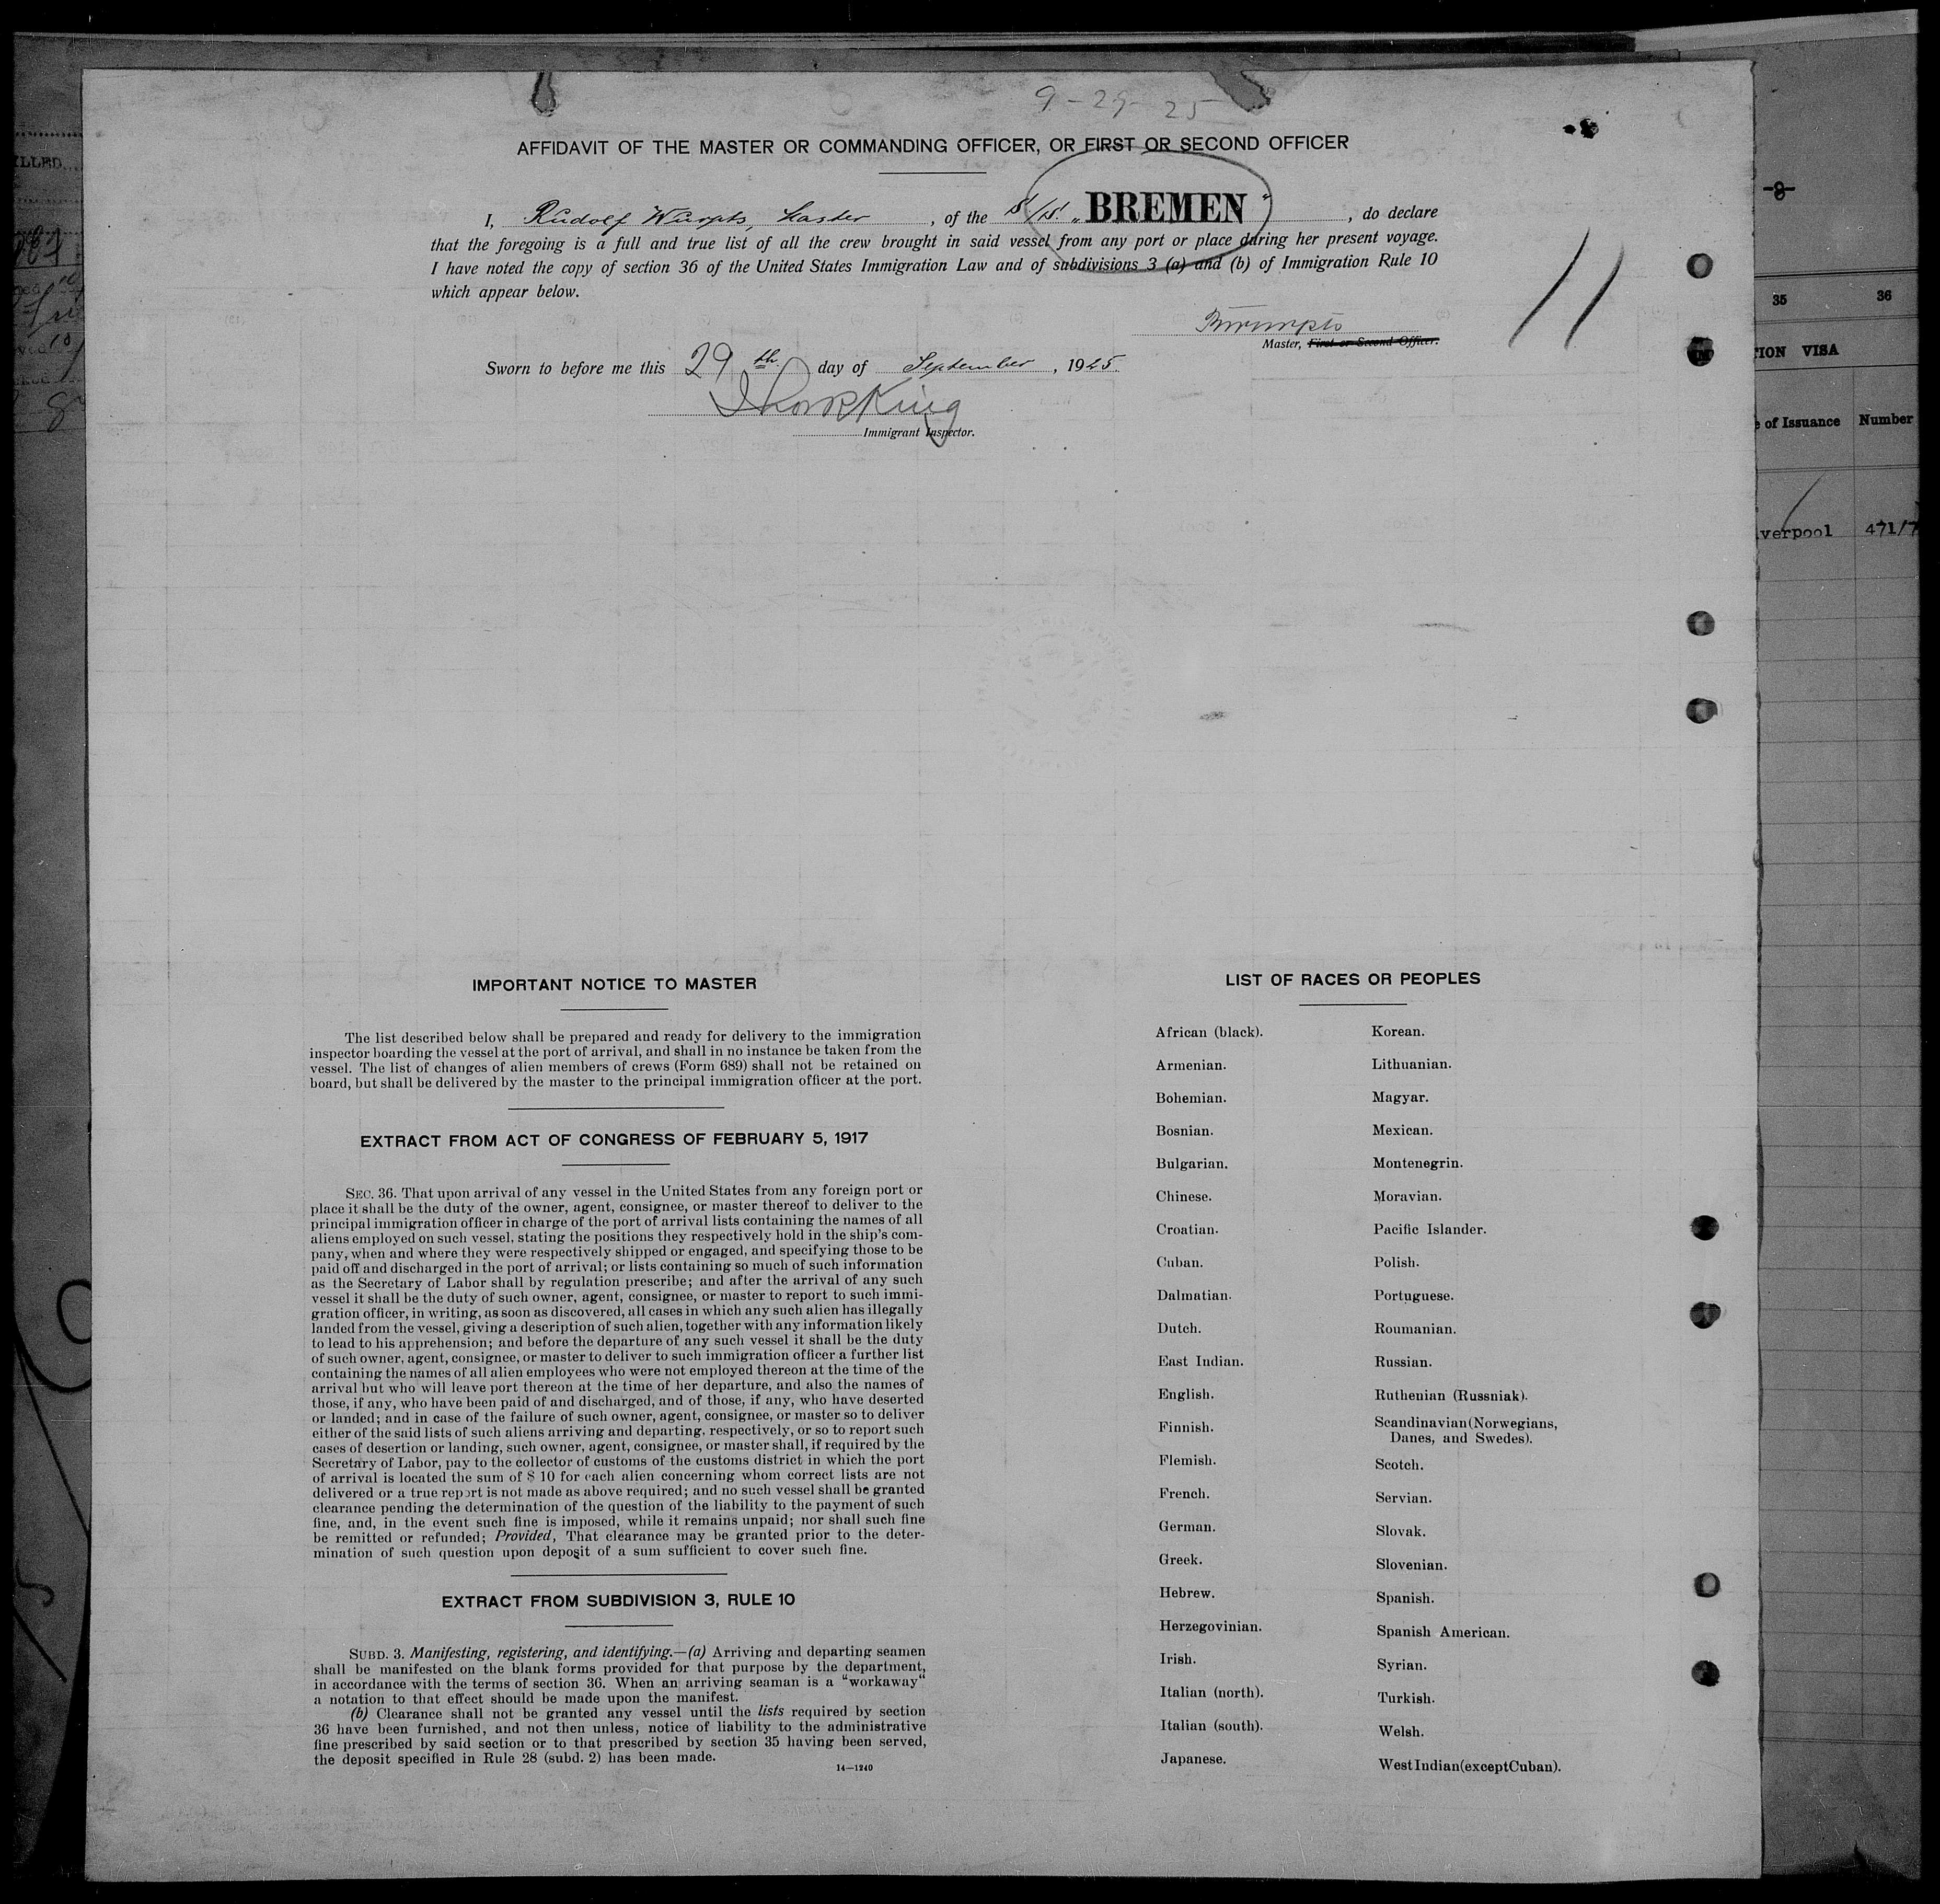 9-29-25
AFFIDAVIT OF THE MASTER OR COMMANDING OFFICER, OR FIRST OR SECOND OFFICER
I, Rudolf Wurpts, Master, of the S/S „BREMEN“, do declare
that the foregoing is a full and true list of all the crew brought in said vessel from any port or place during her present voyage.
I have noted the copy of section 36 of the United States Immigration Law and of subdivisions 3 (a) and (b) of Immigration Rule 10
which appear below.
11
Master, First or Second Officer.
Sworn to before me this 29th day of September, 1925.
King
Immigrant Inspector.
IMPORTANT NOTICE TO MASTER
The list described below shall be prepared and ready for delivery to the immigration
inspector boarding the vessel at the port of arrival, and shall in no instance be taken from the
vessel. The list of changes of alien members of crews (Form 689) shall not be retained on
board, but shall be delivered by the master to the principal immigration officer at the port.
EXTRACT FROM ACT OF CONGRESS OF FEBRUARY 5, 1917
SEC. 36. That upon arrival of any vessel in the United States from any foreign port or
place it shall be the duty of the owner, agent, consignee, or master thereof to deliver to the
principal immigration officer in charge of the port of arrival lists containing the names of all
aliens employed on such vessel, stating the positions they respectively hold in the ship's com-
pany, when and where they were respectively shipped or engaged, and specifying those to be
paid off and discharged in the port of arrival; or lists containing so much of such information
as the Secretary of Labor shall by regulation prescribe; and after the arrival of any such
vessel it shall be the duty of such owner, agent, consignee, or master to report to such immi-
gration officer, in writing, as soon as discovered, all cases in which any such alien has illegally
landed from the vessel, giving a description of such alien, together with any information likely
to lead to his apprehension; and before the departure of any such vessel it shall be the duty
of such owner, agent, consignee, or master to deliver to such immigration officer a further list
containing the names of all alien employees who were not employed thereon at the time of the
arrival but who will leave port thereon at the time of her departure, and also the names of
those, if any, who have been paid of and discharged, and of those, if any, who have deserted
or landed; and in case of the failure of such owner, agent, consignee, or master so to deliver
either of the said lists of such aliens arriving and departing, respectively, or so to report such
cases of desertion or landing, such owner, agent, consignee, or master shall, if required by the
Secretary of Labor, pay to the collector of customs of the customs district in which the port
of arrival is located the sum of $ 10 for each alien concerning whom correct lists are not
delivered or a true report is not made as above required; and no such vessel shall be granted
clearance pending the determination of the question of the liability to the payment of such
fine, and, in the event such fine is imposed, while it remains unpaid; nor shall such fine
be remitted or refunded; Provided, That clearance may be granted prior to the deter-
mination of such question upon deposit of a sum sufficient to cover such fine.
EXTRACT FROM SUBDIVISION 3, RULE 10
SUBD. 3. Manifesting, registering, and identifying.—(a) Arriving and departing seamen
shall be manifested on the blank forms provided for that purpose by the department,
in accordance with the terms of section 36. When an arriving seaman is a "workaway"
a notation to that effect should be made upon the manifest.
(b) Clearance shall not be granted any vessel until the lists required by section
36 have been furnished, and not then unless, notice of liability to the administrative
fine prescribed by said section or to that prescribed by section 35 having been served,
the deposit specified in Rule 28 (subd. 2) has been made.
14—1240
LIST OF RACES OR PEOPLES
African (black).
Armenian.
Bohemian.
Bosnian.
Bulgarian.
Chinese.
Croatian.
Cuban.
Dalmatian.
Dutch.
East Indian.
English.
Finnish.
Flemish.
French.
German.
Greek.
Hebrew.
Herzegovinian.
Irish.
Italian (north).
Italian (south).
Japanese.
Korean.
Lithuanian.
Magyar.
Mexican.
Montenegrin.
Moravian.
Pacific Islander.
Polish.
Portuguese.
Roumanian.
Russian.
Ruthenian (Russniak).
Scandinavian(Norwegians,
Danes, and Swedes).
Scotch.
Servian.
Slovak.
Slovenian.
Spanish.
Spanish American.
Syrian.
Turkish.
Welsh.
West Indian(except Cuban).
-8-
35 36
ION VISA
of Issuance Number
verpool 471/7